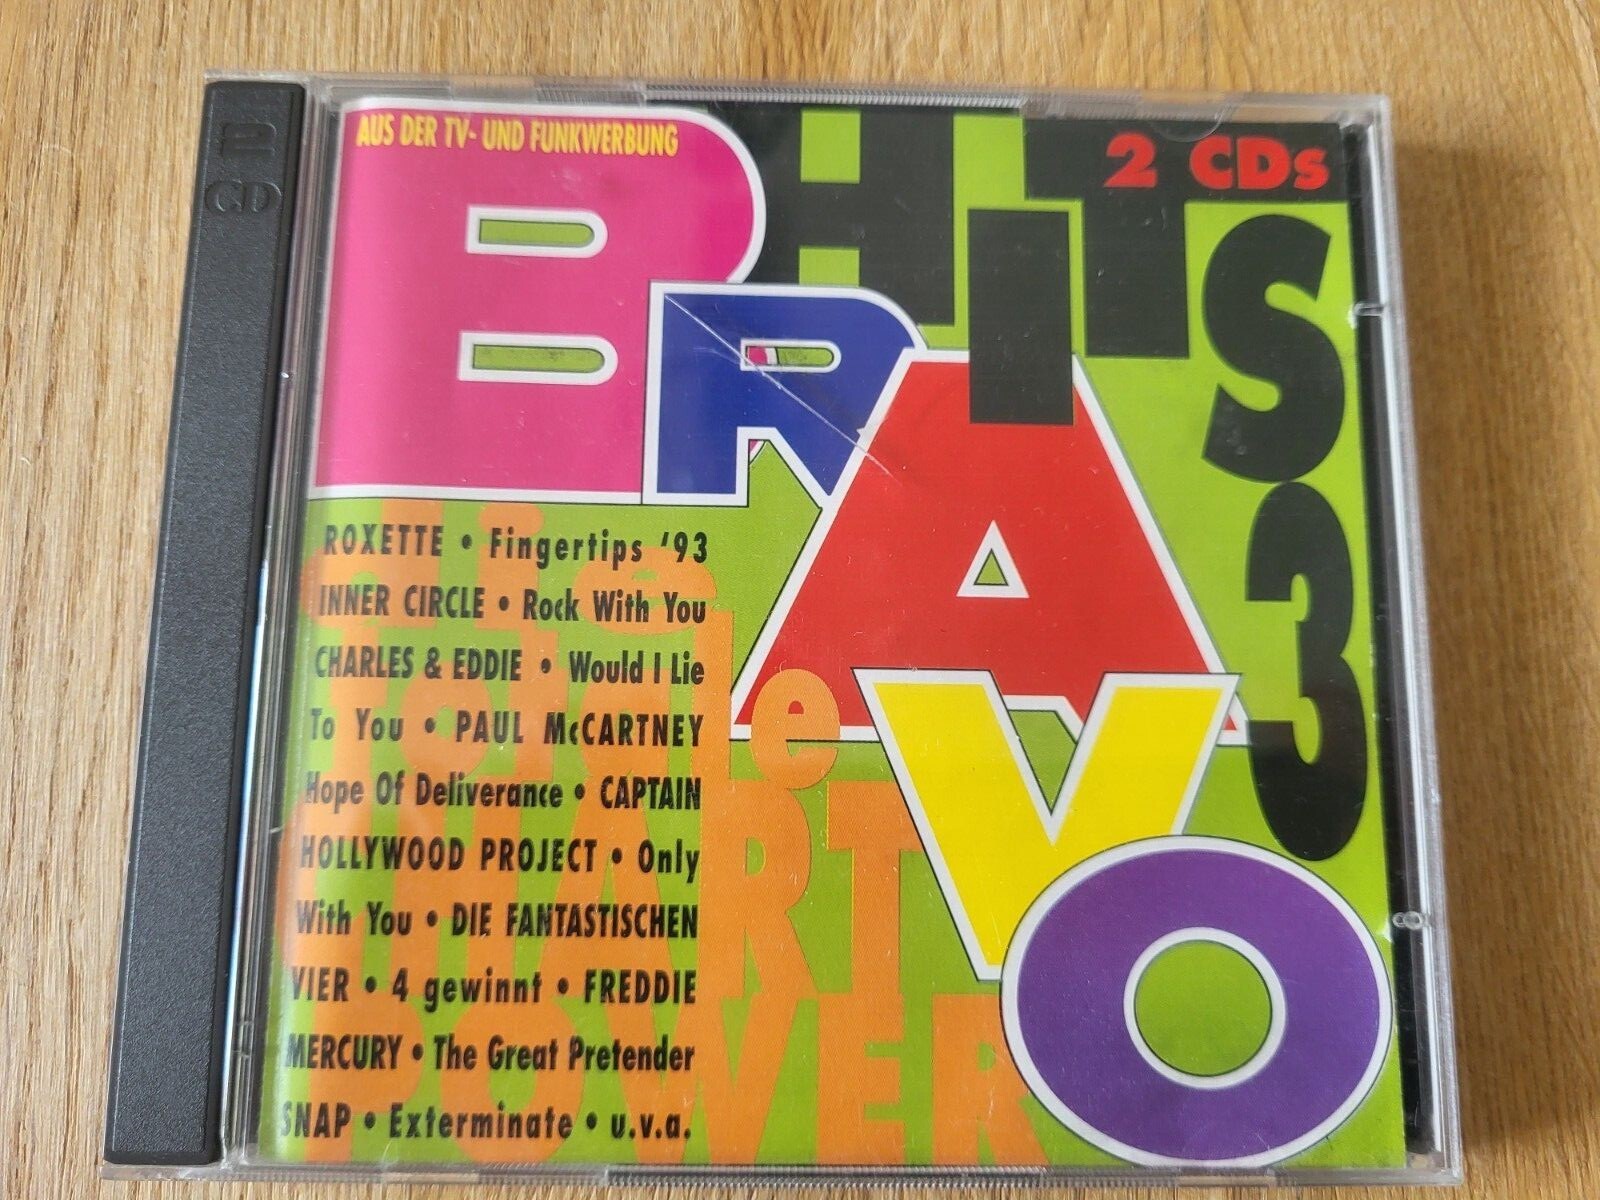 2
CD
AUS DER TV- UND FUNKWERBUNG
2 CDs
BRAVO
HITS
3
ROXETTE • Fingertips '93
INNER CIRCLE • Rock With You
CHARLES & EDDIE • Would I Lie
To You • PAUL McCARTNEY
Hope Of Deliverance • CAPTAIN
HOLLYWOOD PROJECT • Only
With You • DIE FANTASTISCHEN
VIER • 4 gewinnt • FREDDIE
MERCURY • The Great Pretender
SNAP • Exterminate • u.v.a.
die
volle
CHART
POWER